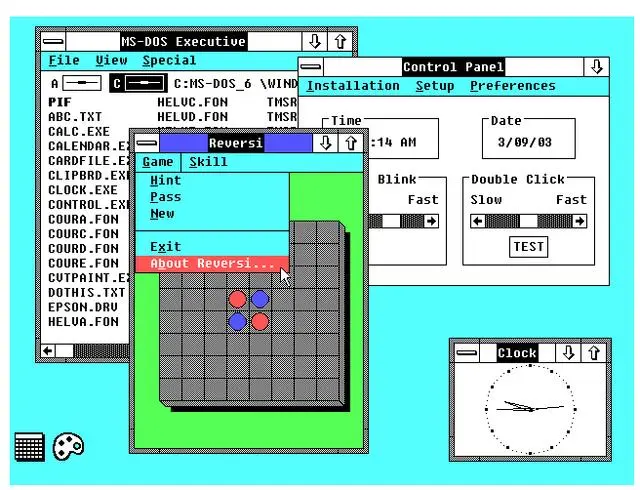 MS-DOS Executive
File View Special
A C C:MS-DOS_6 \WIND
PIF HELVC.FON TMSR
ABC.TXT HELVD.FON TMSR
CALC.EXE
CALENDAR.E
CARDFILE.E
CLIPBRD.EX
CLOCK.EXE
CONTROL.EX
COURA.FON
COURC.FON
COURD.FON
COURE.FON
CVTPAINT.E
DOTHIS.TXT
EPSON.DRV
HELVA.FON
Control Panel
Installation Setup Preferences
Time
:14 AM
Date
3/09/03
Blink
Fast
Double Click
Slow Fast
TEST
Reversi
Game Skill
Hint
Pass
New
Exit
About Reversi...
Clock